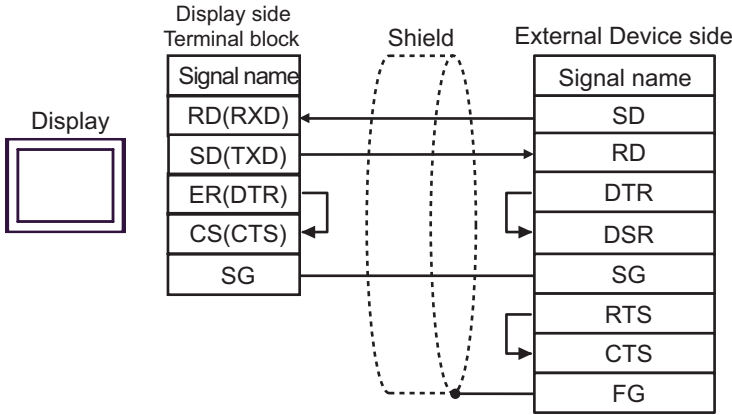 Display side
Terminal block
Shield
External Device side
Signal name
Signal name
Display
RD(RXD)
SD
SD(TXD)
RD
ER(DTR)
DTR
CS(CTS)
DSR
SG
SG
RTS
CTS
FG